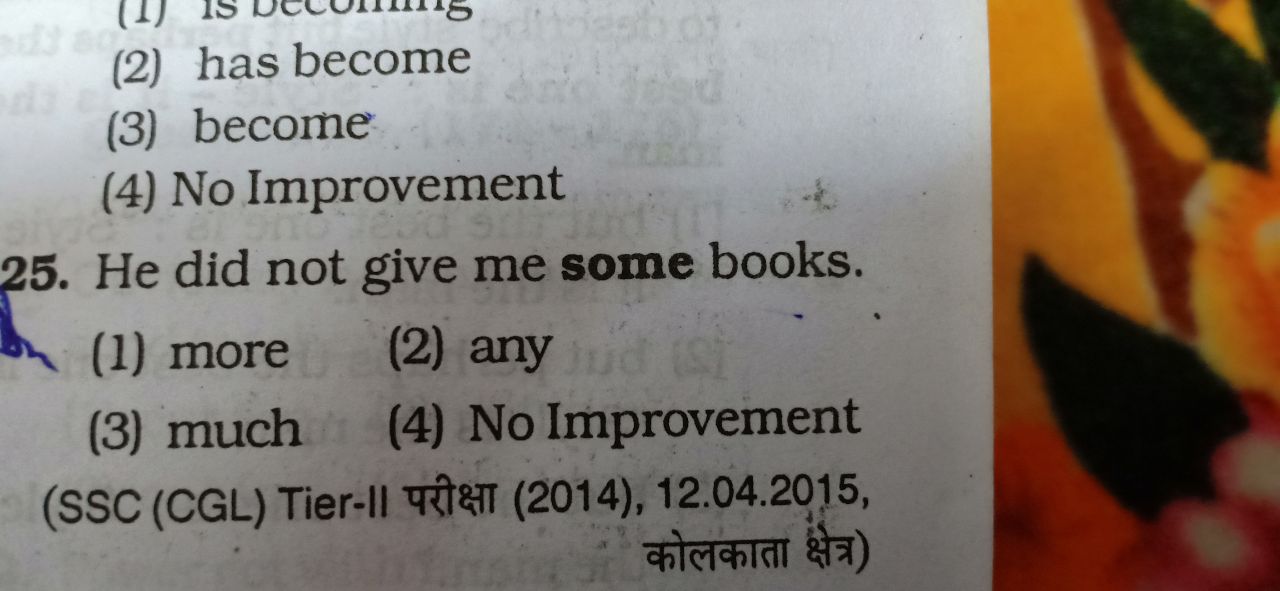 (1) is becoming
(2) has become
(3) become
(4) No Improvement
25. He did not give me some books.
(1) more (2) any
(3) much (4) No Improvement
(SSC (CGL) Tier-II परीक्षा (2014), 12.04.2015,
कोलकाता क्षेत्र)